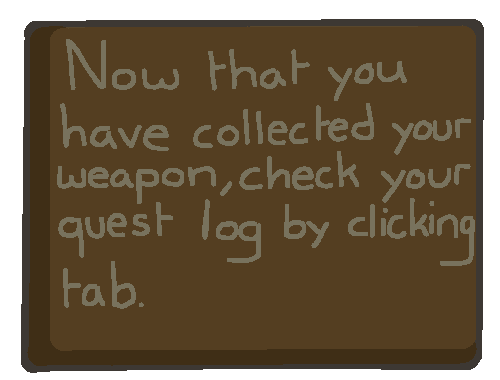 Now that you
have collected your
weapon, check your
quest log by clicking
tab.